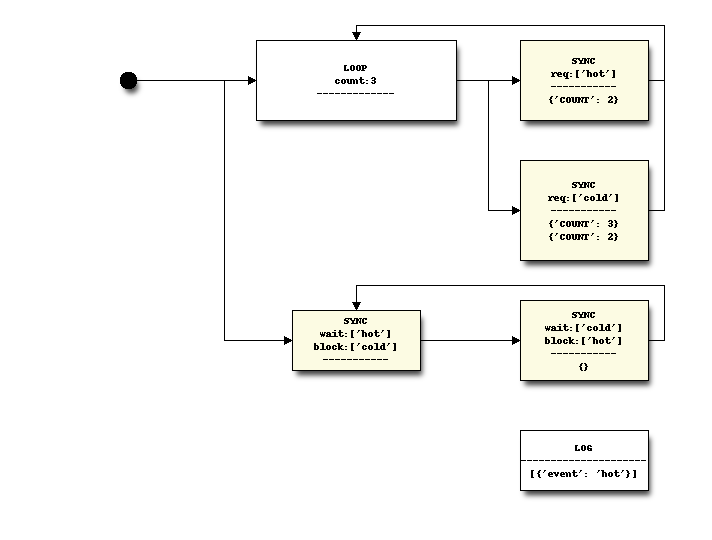 LOOP
count:3
-------------
SYNC
req:['hot']
-----------
{'COUNT': 2}
SYNC
req:['cold']
-----------
{'COUNT': 3}
{'COUNT': 2}
SYNC
wait:['hot']
block:['cold']
-----------
SYNC
wait:['cold']
block:['hot']
-----------
{}
LOG
---------------------
[{'event': 'hot'}]